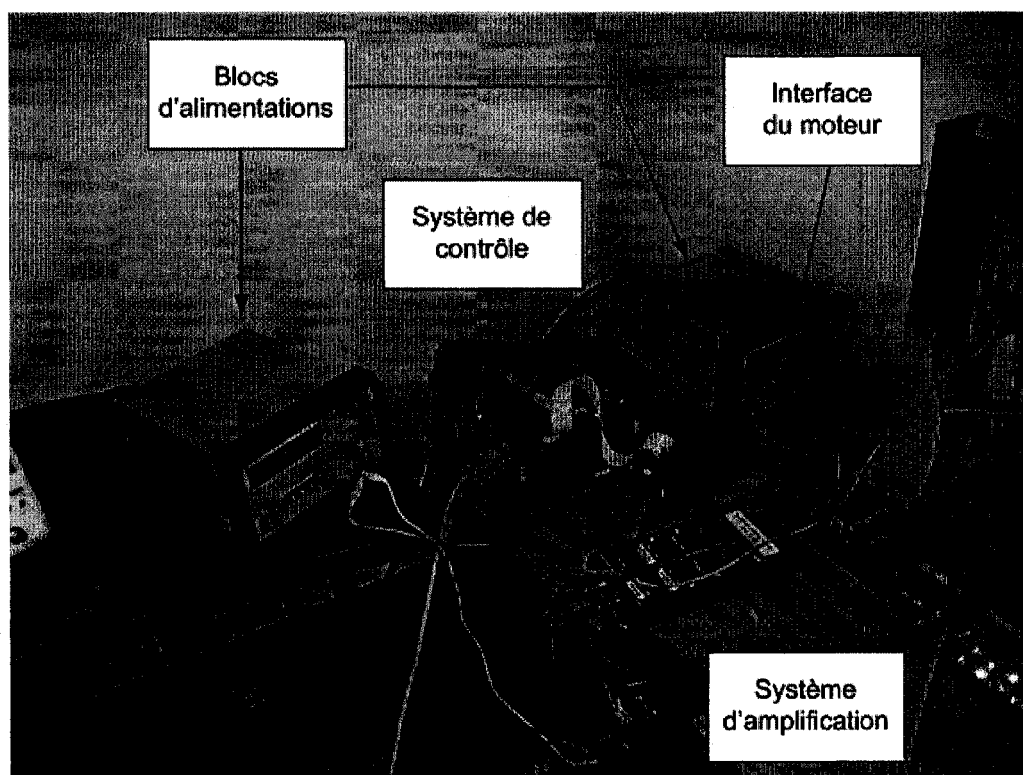 Blocs
d'alimentations
Interface
du moteur
Système de
contrôle
Système
d'amplification